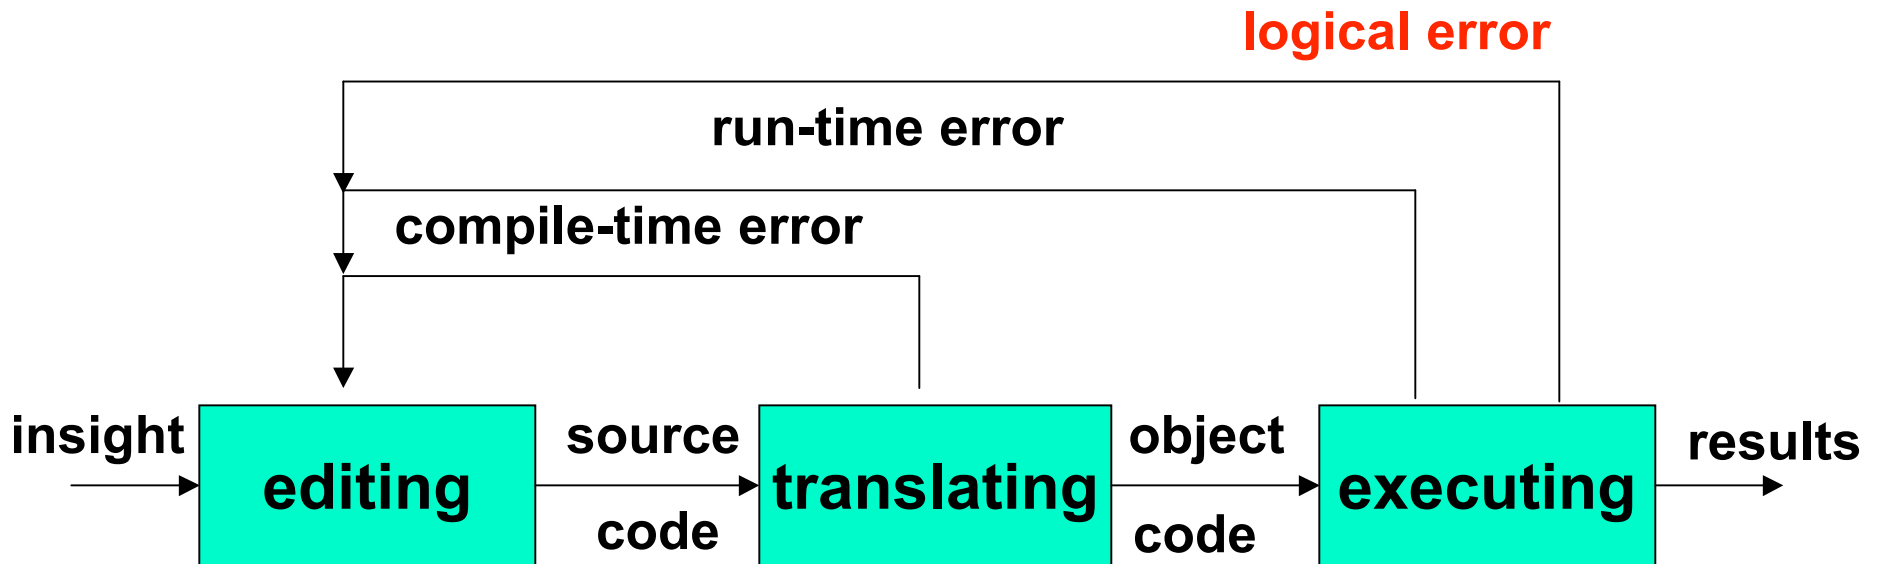 logical error
run-time error
compile-time error
insight
editing
source
code
translating
object
code
executing
results